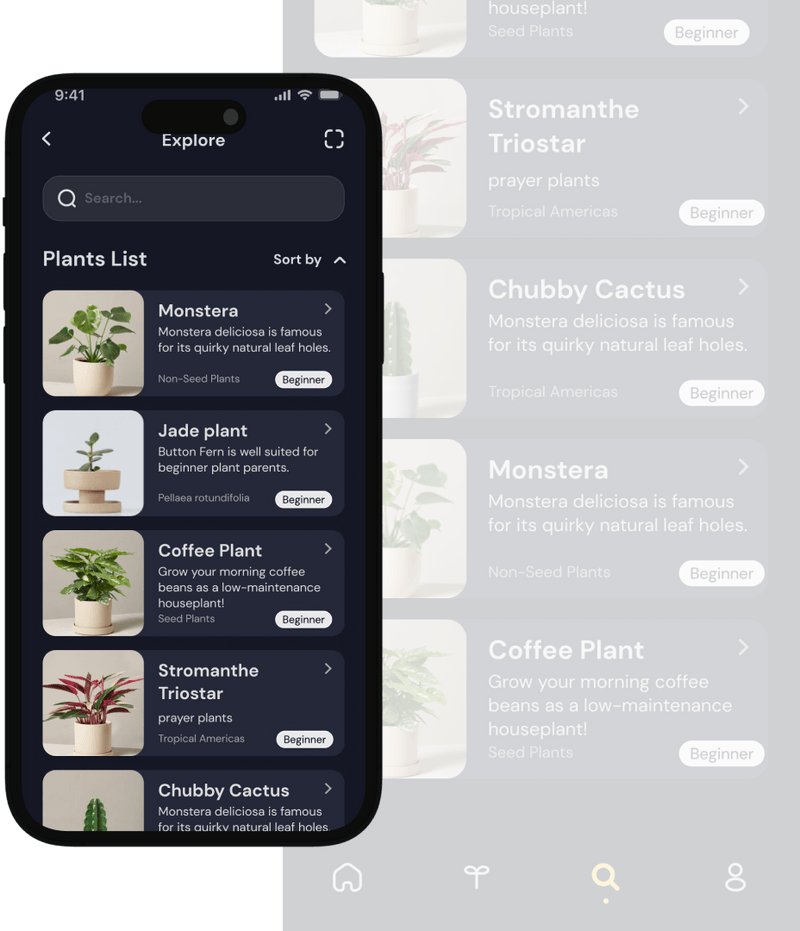 9:41
Explore
Search...
Plants List
Sort by
Monstera
Monstera deliciosa is famous
for its quirky natural leaf holes.
Non-Seed Plants
Beginner
Jade plant
Button Fern is well suited for
beginner plant parents.
Pellaea rotundifolia
Beginner
Coffee Plant
Grow your morning coffee
beans as a low-maintenance
houseplant!
Seed Plants
Beginner
Stromanthe
Triostar
prayer plants
Tropical Americas
Beginner
Chubby Cactus
Monstera deliciosa is famous
for its quirky natural leaf holes.
houseplant!
Seed Plants
Beginner
Stromanthe
Triostar
prayer plants
Tropical Americas
Beginner
Chubby Cactus
Monstera deliciosa is famous
for its quirky natural leaf holes.
Tropical Americas
Beginner
Monstera
Monstera deliciosa is famous
for its quirky natural leaf holes.
Non-Seed Plants
Beginner
Coffee Plant
Grow your morning coffee
beans as a low-maintenance
houseplant!
Seed Plants
Beginner